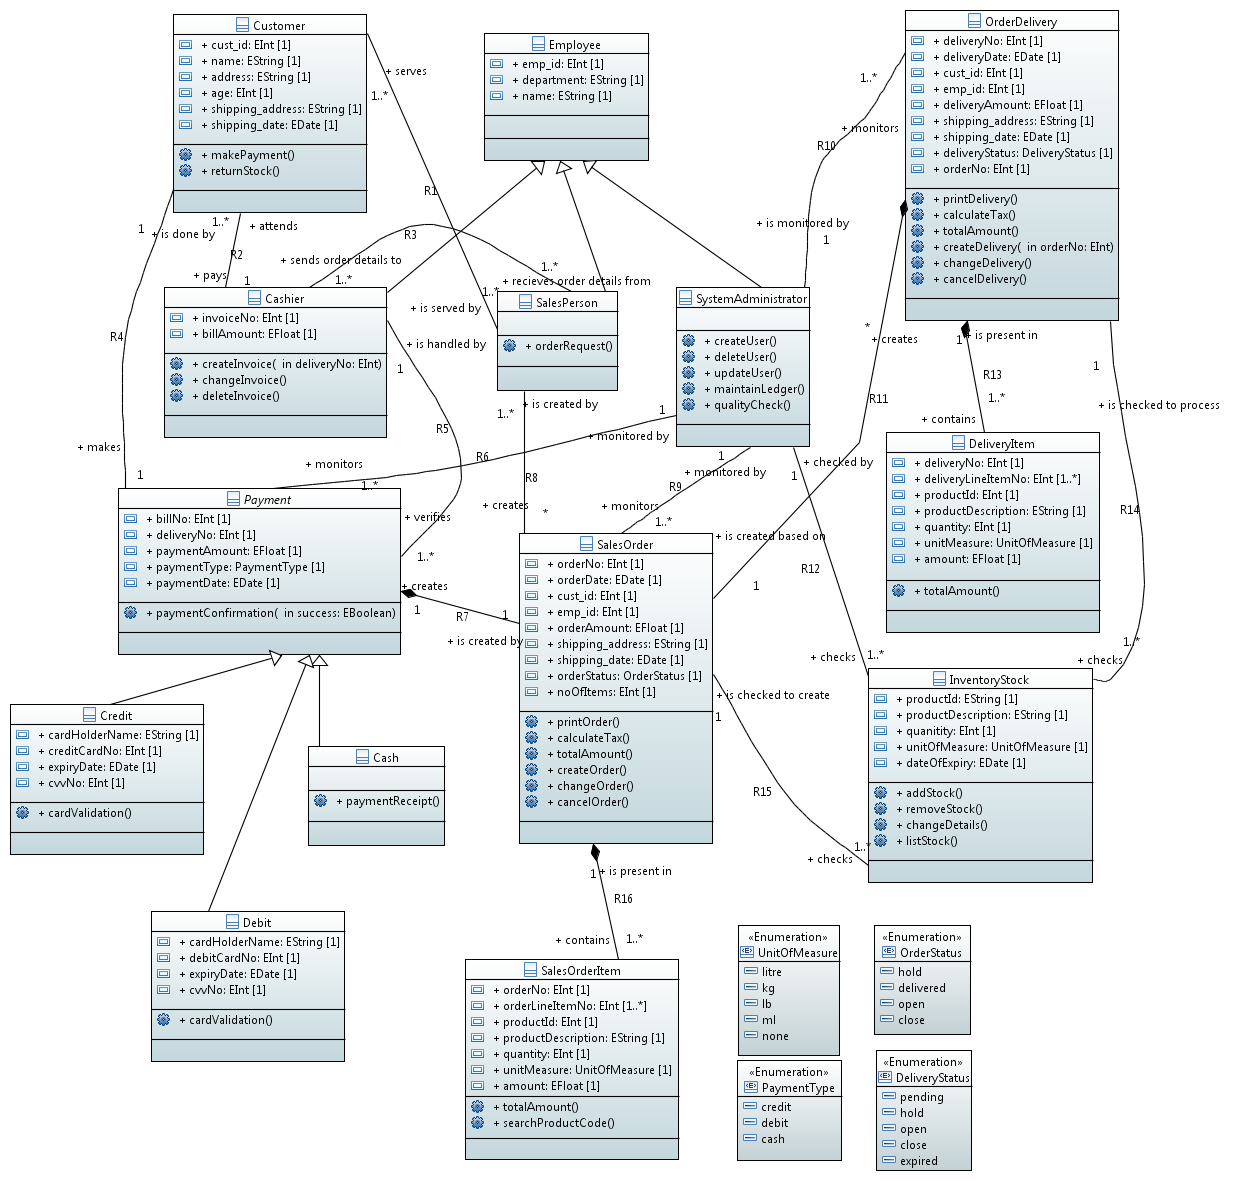 Customer
+ cust_id: EInt [1]
+ name: EString [1]
+ address: EString [1]
+ age: EInt [1]
+ shipping_address: EString [1]
+ shipping_date: EDate [1]
+ makePayment()
+ returnStock()
Employee
+ emp_id: EInt [1]
+ department: EString [1]
+ name: EString [1]
OrderDelivery
+ deliveryNo: EInt [1]
+ deliveryDate: EDate [1]
+ cust_id: EInt [1]
+ emp_id: EInt [1]
+ deliveryAmount: EFloat [1]
+ shipping_address: EString [1]
+ shipping_date: EDate [1]
+ deliveryStatus: DeliveryStatus [1]
+ orderNo: EInt [1]
+ printDelivery()
+ calculateTax()
+ totalAmount()
+ createDelivery( in orderNo: EInt)
+ changeDelivery()
+ cancelDelivery()
+ serves
1..*
R1
1..*
+ is served by
1..*
+ attends
R2
+ pays
1
R3
+ sends order details to
1..*
1..*
+ recieves order details from
1
+ is done by
R4
+ makes
1
1..*
+ monitors
R10
+ is monitored by
1
Cashier
+ invoiceNo: EInt [1]
+ billAmount: EFloat [1]
+ createInvoice( in deliveryNo: EInt)
+ changeInvoice()
+ deleteInvoice()
SalesPerson
+ orderRequest()
SystemAdministrator
+ createUser()
+ deleteUser()
+ updateUser()
+ maintainLedger()
+ qualityCheck()
+ is handled by
1
R5
+ verifies
1..*
1
+ monitored by
R6
+ monitors
1..*
1..*
+ is created by
R8
+ creates
*
1
+ monitored by
R9
+ monitors
1..*
*
+ creates
R11
+ is created based on
1
1
+ checked by
R12
+ checks
1..*
1
+ is present in
R13
1..*
+ contains
1
+ is checked to process
R14
1..*
+ checks
DeliveryItem
+ deliveryNo: EInt [1]
+ deliveryLineItemNo: EInt [1..*]
+ productId: EInt [1]
+ productDescription: EString [1]
+ quantity: EInt [1]
+ unitMeasure: UnitOfMeasure [1]
+ amount: EFloat [1]
+ totalAmount()
Payment
+ billNo: EInt [1]
+ deliveryNo: EInt [1]
+ paymentAmount: EFloat [1]
+ paymentType: PaymentType [1]
+ paymentDate: EDate [1]
+ paymentConfirmation( in success: EBoolean)
+ creates
1
R7
1
+ is created by
SalesOrder
+ orderNo: EInt [1]
+ orderDate: EDate [1]
+ cust_id: EInt [1]
+ emp_id: EInt [1]
+ orderAmount: EFloat [1]
+ shipping_address: EString [1]
+ shipping_date: EDate [1]
+ orderStatus: OrderStatus [1]
+ noOfItems: EInt [1]
+ printOrder()
+ calculateTax()
+ totalAmount()
+ createOrder()
+ changeOrder()
+ cancelOrder()
+ is checked to create
1
R15
1..*
+ checks
InventoryStock
+ productId: EString [1]
+ productDescription: EString [1]
+ quanitity: EInt [1]
+ unitOfMeasure: UnitOfMeasure [1]
+ dateOfExpiry: EDate [1]
+ addStock()
+ removeStock()
+ changeDetails()
+ listStock()
Credit
+ cardHolderName: EString [1]
+ creditCardNo: EInt [1]
+ expiryDate: EDate [1]
+ cvvNo: EInt [1]
+ cardValidation()
Cash
+ paymentReceipt()
Debit
+ cardHolderName: EString [1]
+ debitCardNo: EInt [1]
+ expiryDate: EDate [1]
+ cvvNo: EInt [1]
+ cardValidation()
1
+ is present in
R16
+ contains
1..*
SalesOrderItem
+ orderNo: EInt [1]
+ orderLineItemNo: EInt [1..*]
+ productId: EInt [1]
+ productDescription: EString [1]
+ quantity: EInt [1]
+ unitMeasure: UnitOfMeasure [1]
+ amount: EFloat [1]
+ totalAmount()
+ searchProductCode()
«Enumeration»
UnitOfMeasure
litre
kg
lb
ml
none
«Enumeration»
OrderStatus
hold
delivered
open
close
«Enumeration»
PaymentType
credit
debit
cash
«Enumeration»
DeliveryStatus
pending
hold
open
close
expired